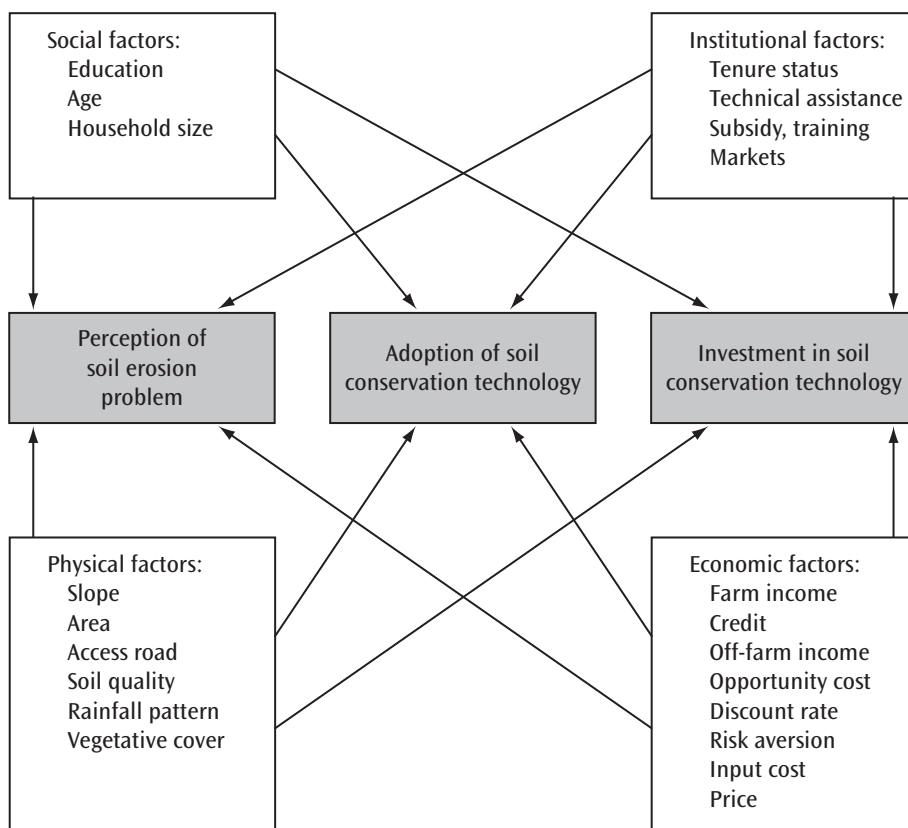 Social factors:
Education
Age
Household size
Institutional factors:
Tenure status
Technical assistance
Subsidy, training
Markets
Perception of
soil erosion
problem
Adoption of soil
conservation technology
Investment in soil
conservation technology
Physical factors:
Slope
Area
Access road
Soil quality
Rainfall pattern
Vegetative cover
Economic factors:
Farm income
Credit
Off-farm income
Opportunity cost
Discount rate
Risk aversion
Input cost
Price